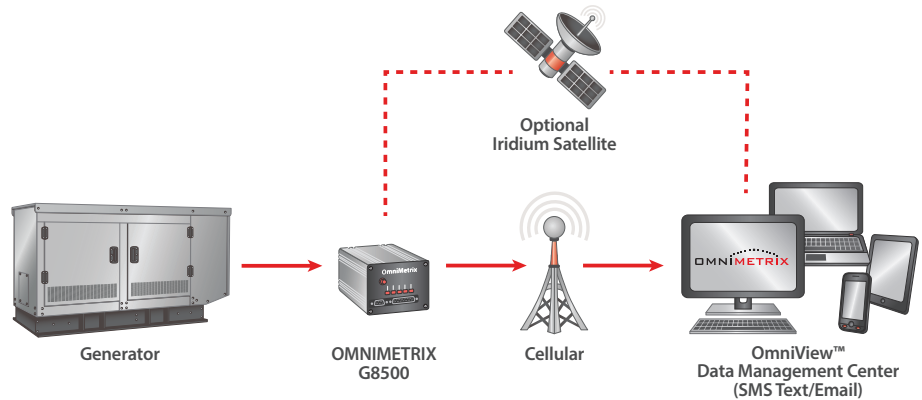 Optional
Iridium Satellite
OmniMetrix
OMNIMETRIX
Generator
OMNIMETRIX
G8500
Cellular
OmniView™
Data Management Center
(SMS Text/Email)